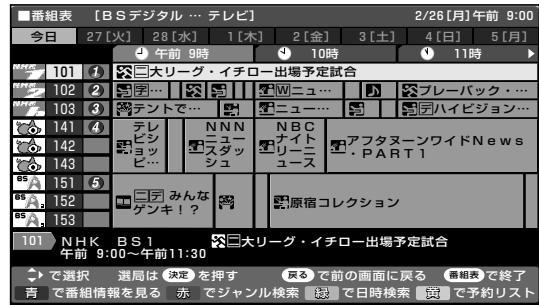 ■番組表 [BSデジタル … テレビ] 2/26[月]午前 9:00
今日 27[火] 28[水] 1[木] 2[金] 3[土] 4[日] 5[月]
午前 9時 10時 11時
NHK 101 1 二 大リーグ・イチロー出場予定試合
NHK 102 2 字… W ニュ… プレーバック・…
NHK 103 3 テントで… ニュー… デ ハイビジョン…
141 4 テレビショッピ… NNNニュースダッシュ NBCナイトリーニュース アフタヌーンワイドNews・PART1
142
143
BS 151 5 二 デ みんなゲンキ!? 原宿コレクション
BS 152
BS 153
101 NHK BS1 二 大リーグ・イチロー出場予定試合
午前 9:00~午前11:30
で選択 選局は 決定 を押す 戻る で前の画面に戻る 番組表 で終了
青 で番組情報を見る 赤 でジャンル検索 緑 で日時検索 黄 で予約リスト